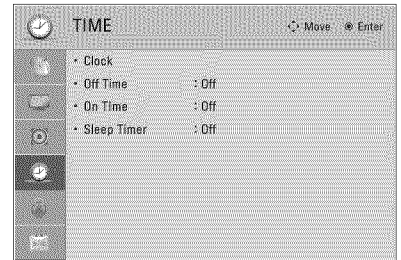 TIME Move Enter
• Clock
• Off Time : Off
• On Time : Off
• Sleep Timer : Off